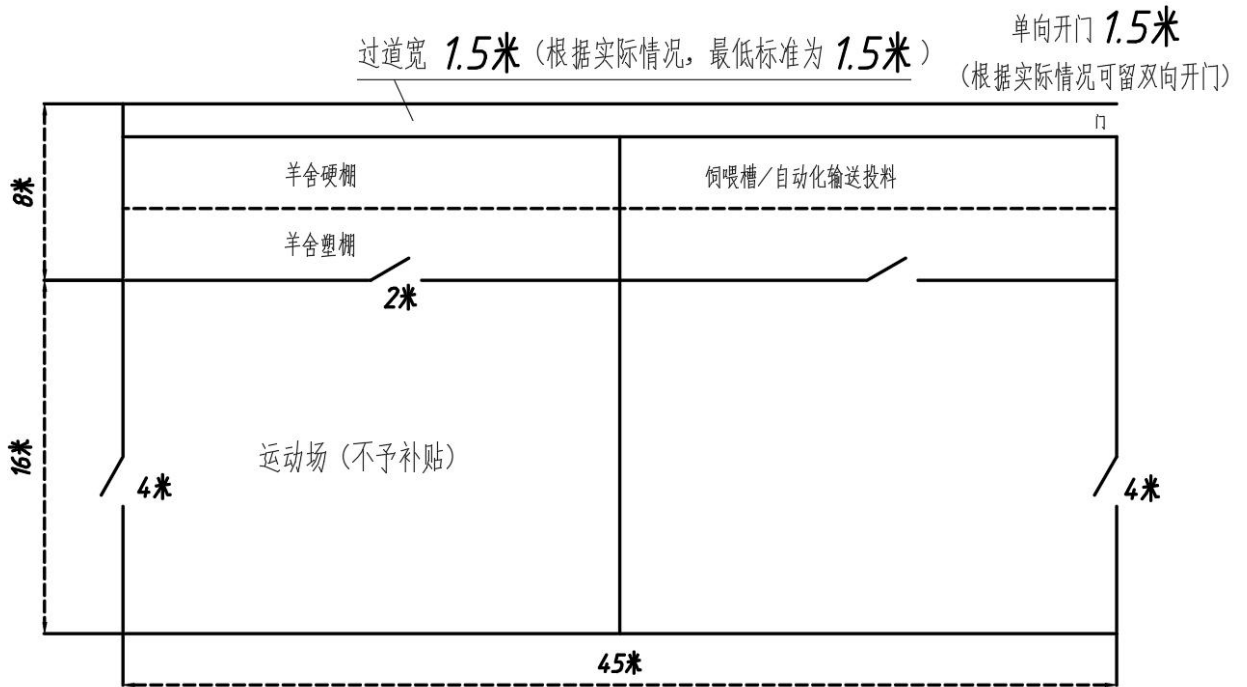 单向开门 1.5米
过道宽 1.5米（根据实际情况，最低标准为 1.5米）
（根据实际情况可留双向开门）
门
羊舍硬棚
饲喂槽/自动化输送投料
8米
羊舍塑棚
2米
16米
运动场（不予补贴）
4米
4米
45米